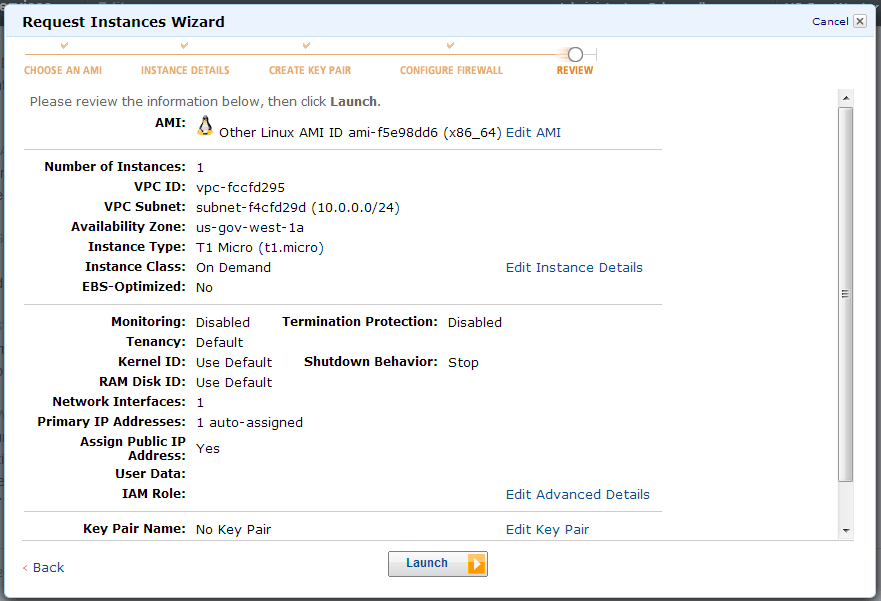 Request Instances Wizard
Cancel
CHOOSE AN AMI INSTANCE DETAILS CREATE KEY PAIR CONFIGURE FIREWALL REVIEW
Please review the information below, then click Launch.
AMI: Other Linux AMI ID ami-f5e98dd6 (x86_64) Edit AMI
Number of Instances: 1
VPC ID: vpc-fccfd295
VPC Subnet: subnet-f4cfd29d (10.0.0.0/24)
Availability Zone: us-gov-west-1a
Instance Type: T1 Micro (t1.micro)
Instance Class: On Demand Edit Instance Details
EBS-Optimized: No
Monitoring: Disabled Termination Protection: Disabled
Tenancy: Default
Kernel ID: Use Default Shutdown Behavior: Stop
RAM Disk ID: Use Default
Network Interfaces: 1
Primary IP Addresses: 1 auto-assigned
Assign Public IP
Address: Yes
User Data:
IAM Role: Edit Advanced Details
Key Pair Name: No Key Pair Edit Key Pair
‹ Back
Launch